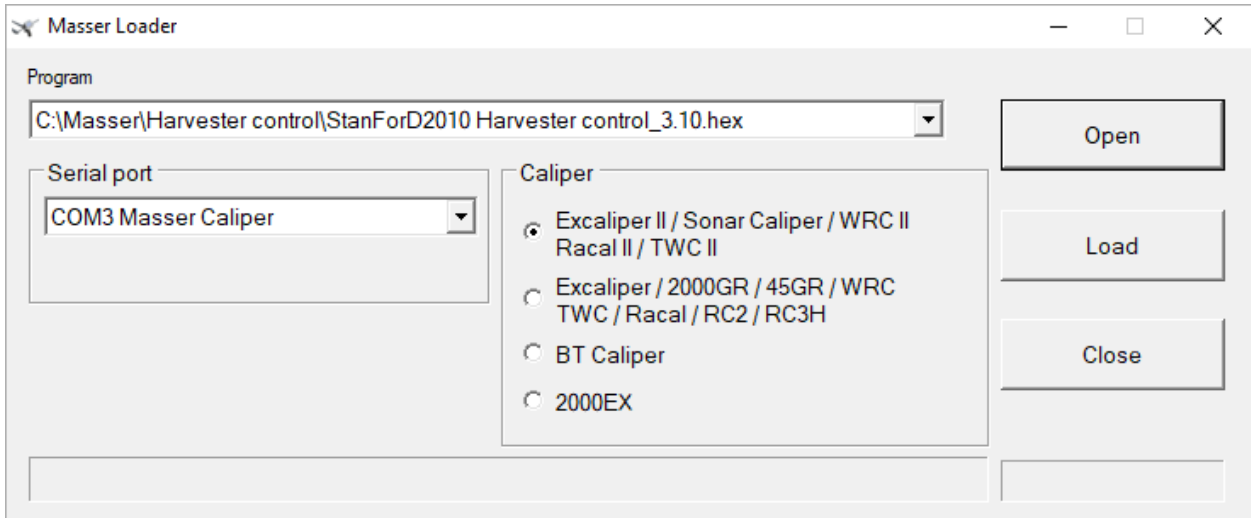 Masser Loader
Program
C:\Masser\Harvester control\StanForD2010 Harvester control_3.10.hex
Open
Serial port
COM3 Masser Caliper
Caliper
Excaliper II / Sonar Caliper / WRC II
Racal II / TWC II
Excaliper / 2000GR / 45GR / WRC
TWC / Racal / RC2 / RC3H
BT Caliper
2000EX
Load
Close